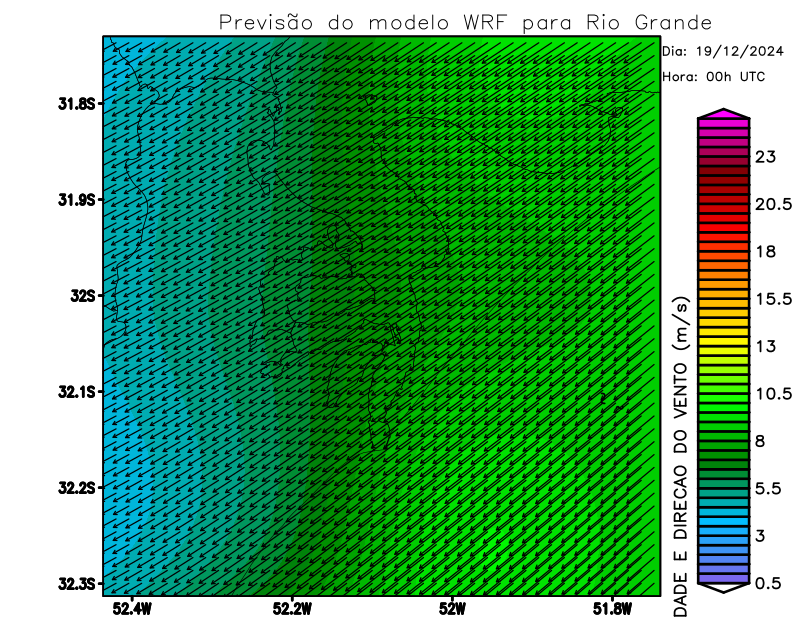 Previsão do modelo WRF para Rio Grande
Dia: 19/12/2024
Hora: 00h UTC
31.8S
31.9S
32S
32.1S
32.2S
32.3S
52.4W
52.2W
52W
51.8W
DADE E DIRECAO DO VENTO (m/s)
23
20.5
18
15.5
13
10.5
8
5.5
3
0.5